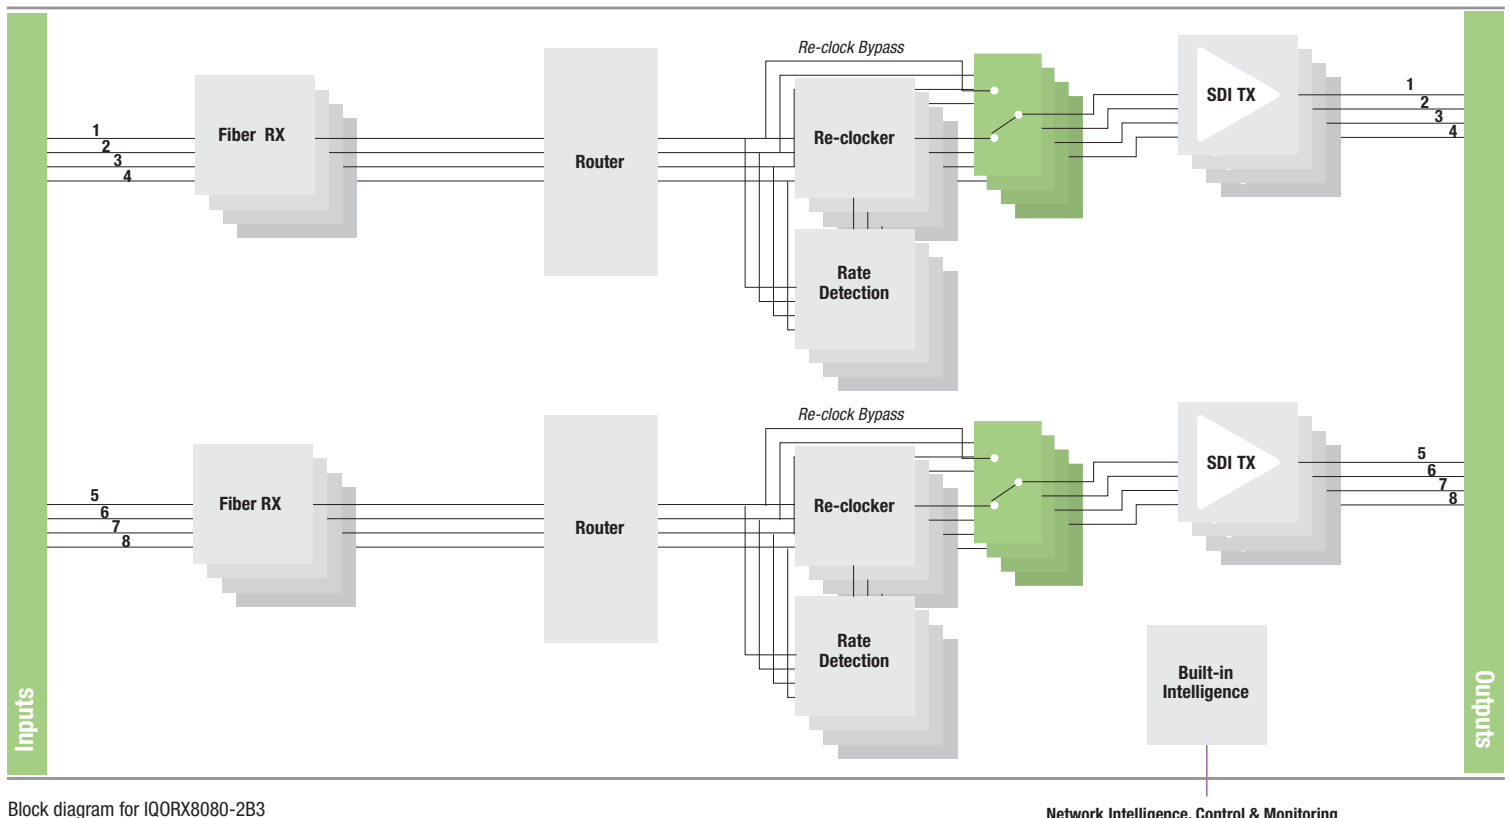 Re-clock Bypass
Fiber RX
Router
Re-clocker
SDI TX
1
2
3
4
1
2
3
4
Rate
Detection
Re-clock Bypass
Fiber RX
Router
Re-clocker
SDI TX
5
6
7
8
5
6
7
8
Rate
Detection
Built-in
Intelligence
Inputs
Outputs
Block diagram for IQORX8080-2B3
Network Intelligence, Control & Monitoring